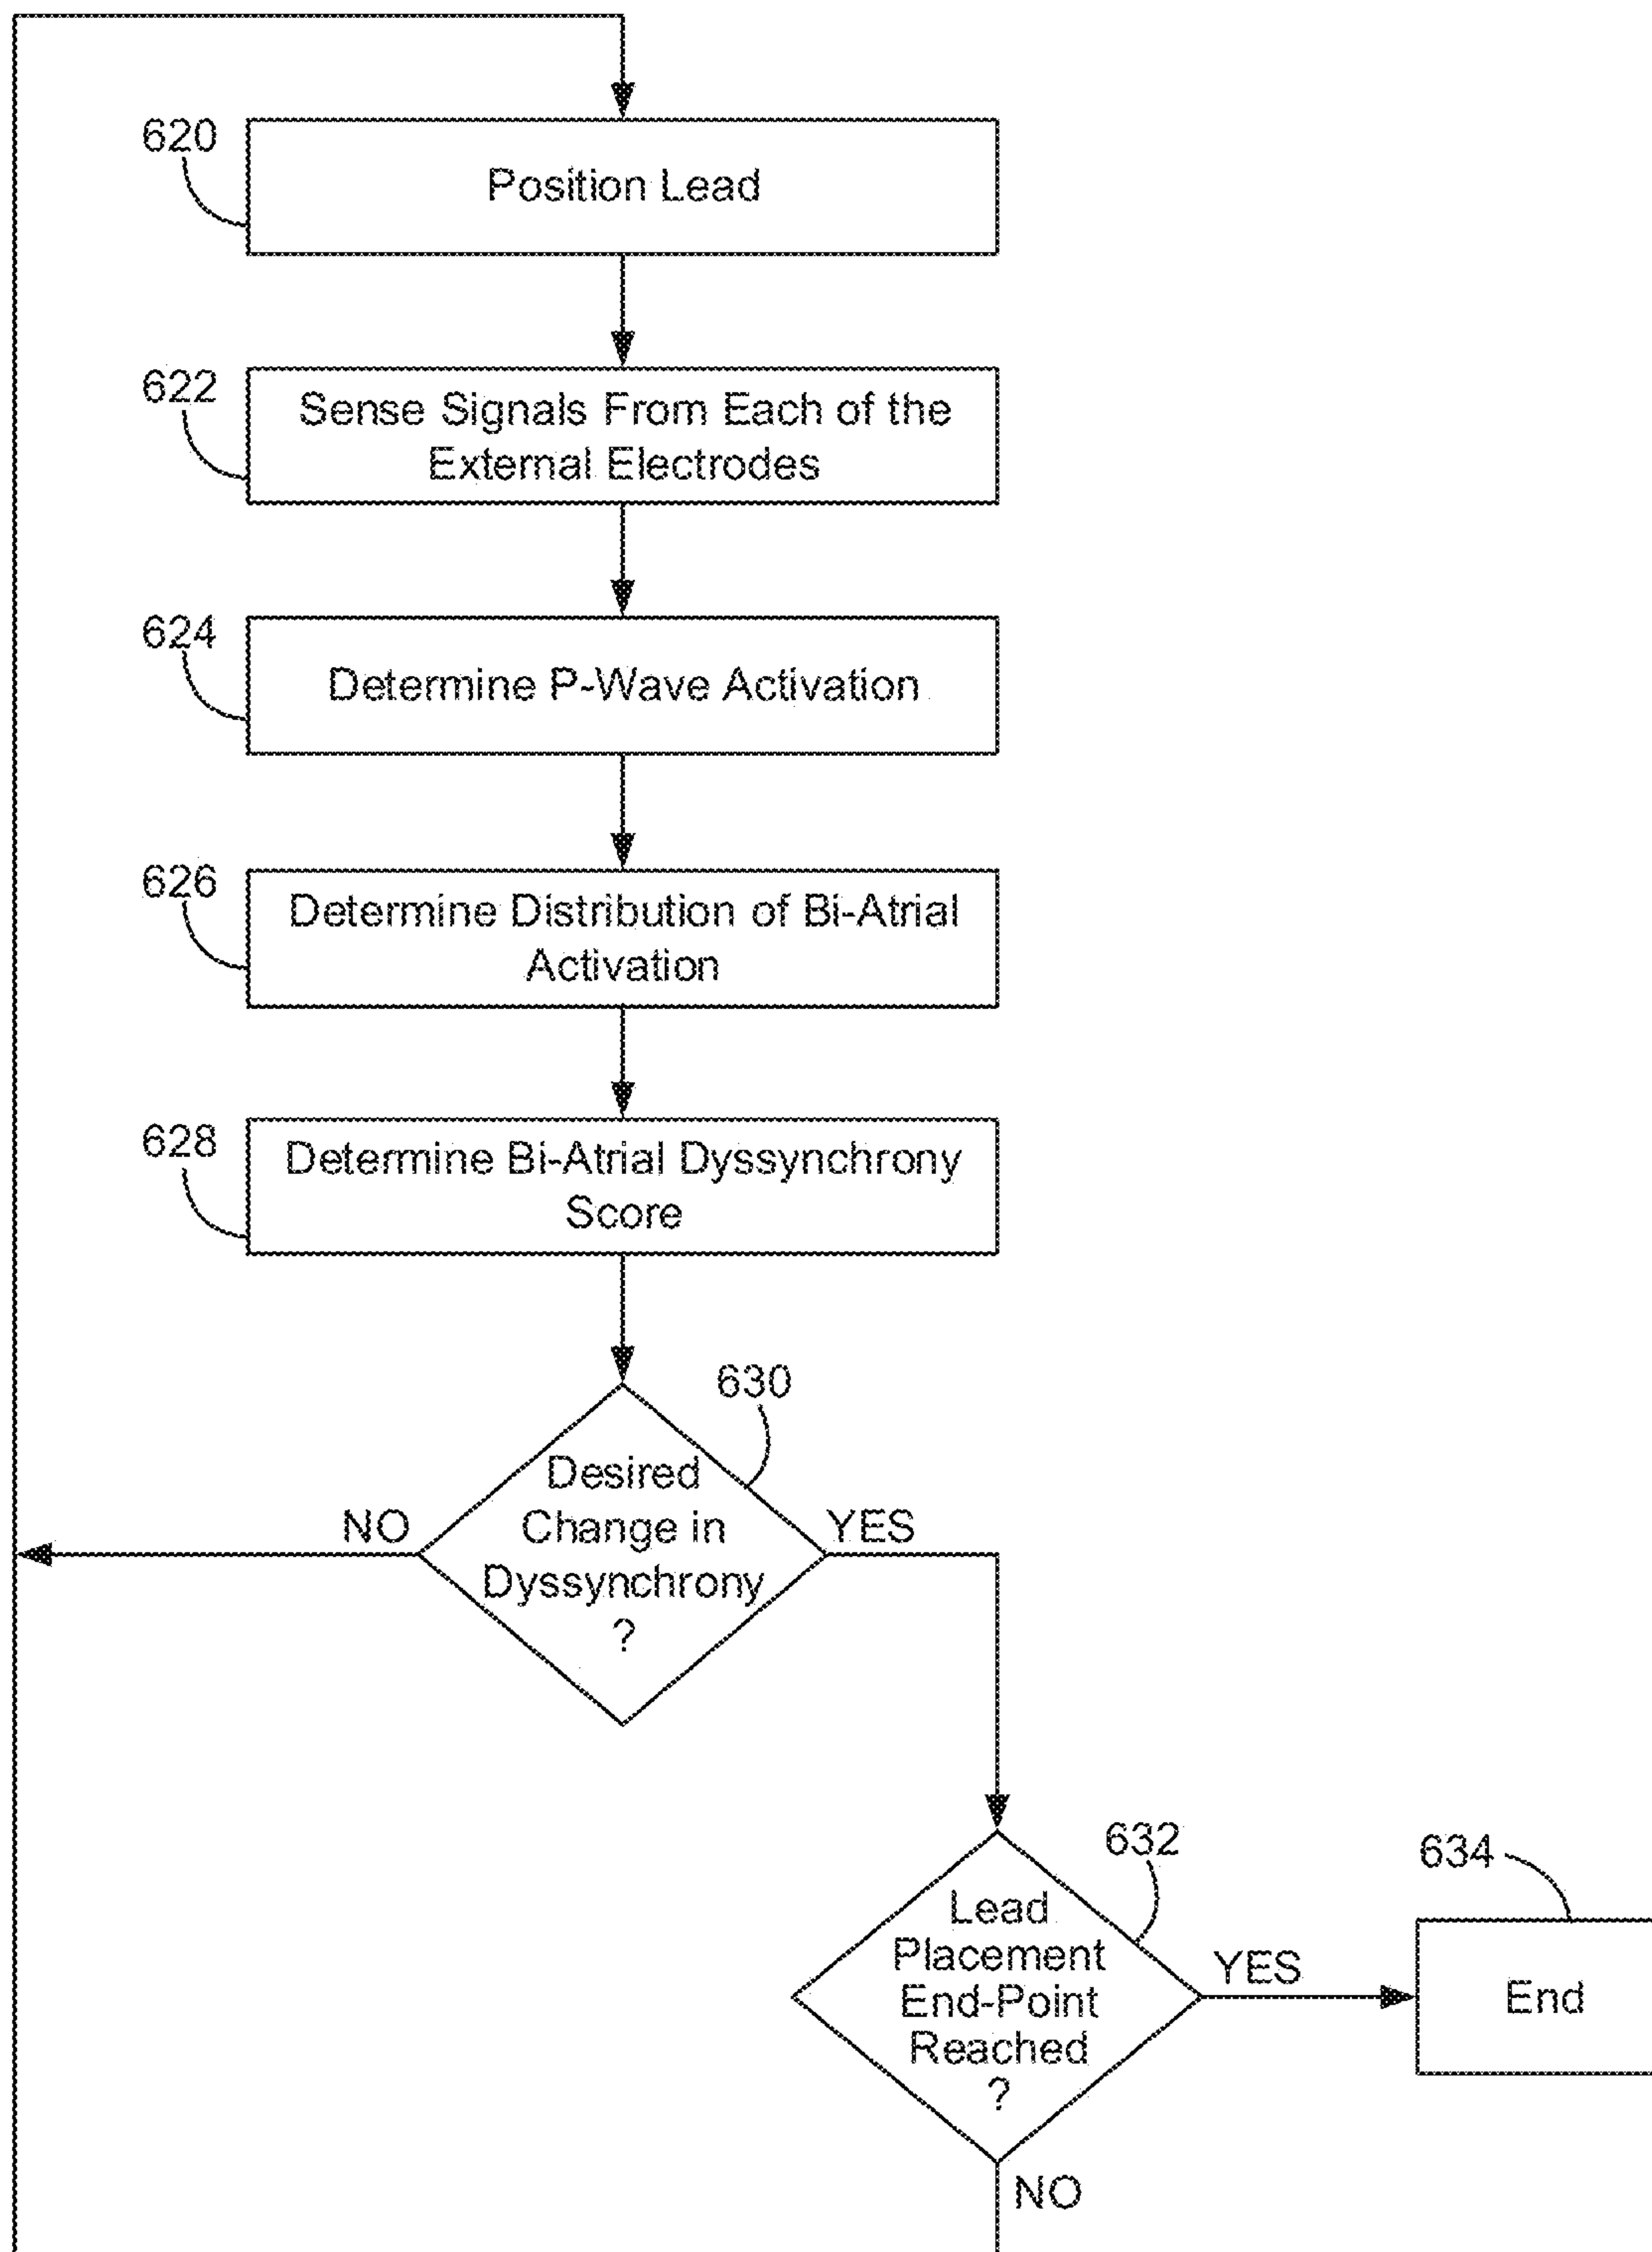 620
Position Lead
622
Sense Signals From Each of the
External Electrodes
624
Determine P-Wave Activation
626
Determine Distribution of Bi-Atrial
Activation
628
Determine Bi-Atrial Dyssynchrony
Score
630
Desired
Change in
Dyssynchrony
?
NO
YES
632
Lead
Placement
End-Point
Reached
?
YES
634
End
NO